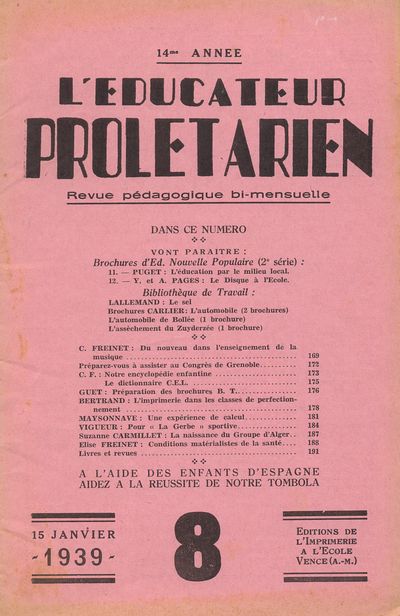 14me ANNEE
L'EDUCATEUR
PROLETARIEN
Revue pédagogique bi-mensuelle
DANS CE NUMERO
VONT PARAITRE :
Brochures d'Ed. Nouvelle Populaire (2e série) :
11. — PUGET : L'éducation par le milieu local.
12. — Y. et A. PAGES : Le Disque à l'Ecole.
Bibliothèque de Travail :
LALLEMAND : Le sel
Brochures CARLIER : L'automobile (2 brochures)
L'automobile de Bollée (1 brochure)
L'assèchement du Zuyderzée (1 brochure)
C. FREINET : Du nouveau dans l'enseignement de la
musique ........ 169
Préparez-vous à assister au Congrès de Grenoble ........ 172
C. F. : Notre encyclopédie enfantine ........ 173
Le dictionnaire C.E.L. ........ 175
GUET : Préparation des brochures B. T. ........ 176
BERTRAND : L'imprimerie dans les classes de perfection-
nement ........ 178
MAYSONNAVE : Une expérience de calcul ........ 181
VIGUEUR : Pour « La Gerbe » sportive ........ 184
Suzanne CARMILLET : La naissance du Groupe d'Alger .. 187
Elise FREINET : Conditions matérialistes de la santé .... 188
Livres et revues ........ 191
A L'AIDE DES ENFANTS D'ESPAGNE
AIDEZ A LA REUSSITE DE NOTRE TOMBOLA
15 JANVIER
- 1939 -
8
EDITIONS DE
L'IMPRIMERIE
A L'ECOLE
VENCE (A.-M.)